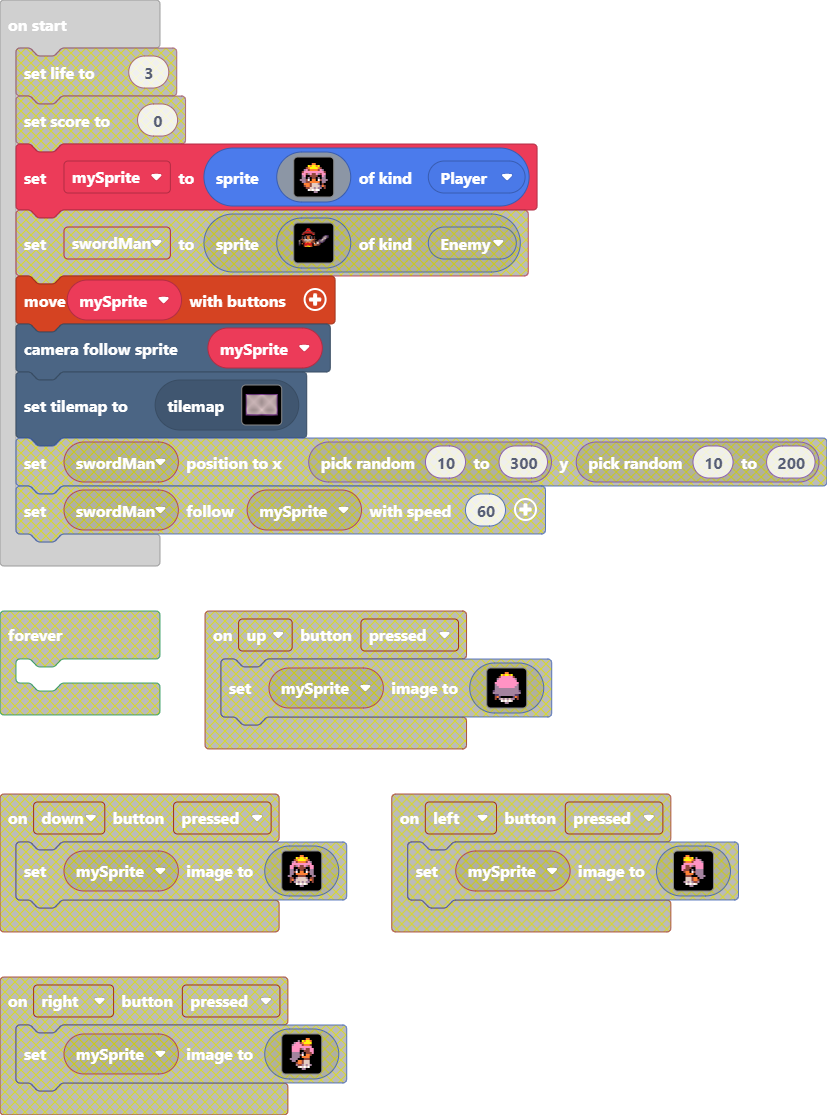 on start
set life to 3
set score to 0
set mySprite to sprite of kind Player
set swordMan to sprite of kind Enemy
move mySprite with buttons
camera follow sprite mySprite
set tilemap to tilemap
set swordMan position to x pick random 10 to 300 y pick random 10 to 200
set swordMan follow mySprite with speed 60
forever
on up button pressed
set mySprite image to
on down button pressed
set mySprite image to
on left button pressed
set mySprite image to
on right button pressed
set mySprite image to